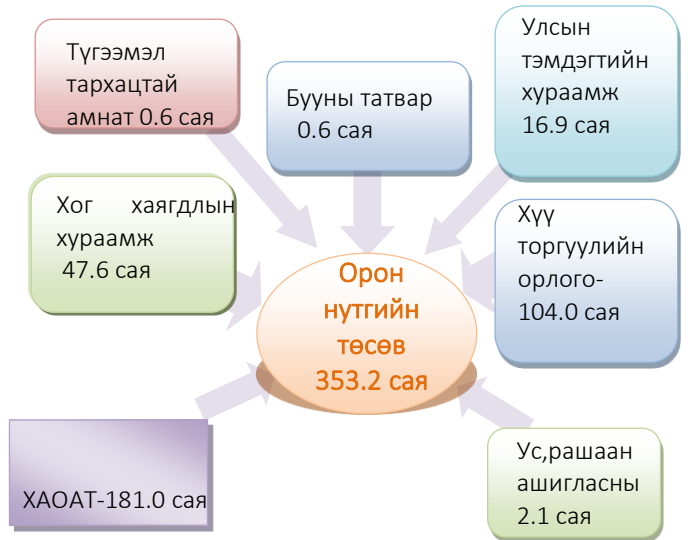 Түгээмэл
тархацтай
амнат 0.6 сая
Бууны татвар
0.6 сая
Улсын
тэмдэгтийн
хураамж
16.9 сая
Хог хаягдлын
хураамж
47.6 сая
Хүү
торгуулийн
орлого-
104.0 сая
Орон
нутгийн
төсөв
353.2 сая
ХАОАТ-181.0 сая
Ус,рашаан
ашигласны
2.1 сая